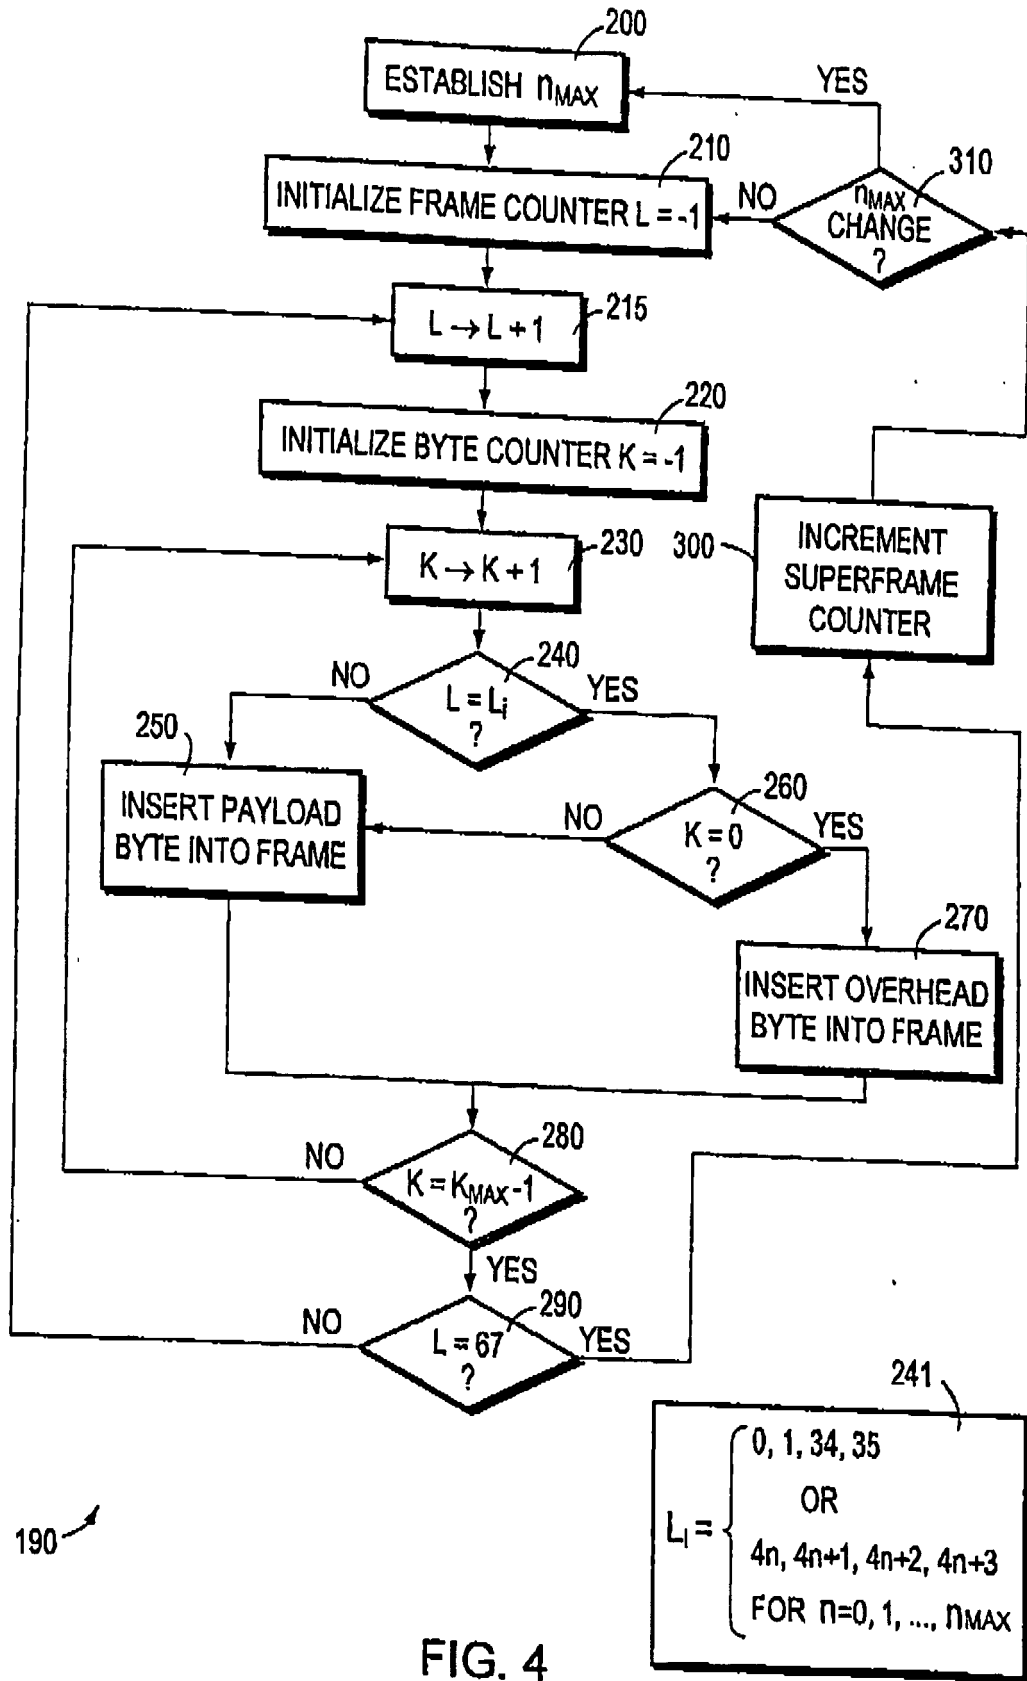 200
ESTABLISH nMAX
YES
210
310
INITIALIZE FRAME COUNTER L = -1
NO
nMAX
CHANGE
?
L → L + 1
215
220
INITIALIZE BYTE COUNTER K = -1
K → K + 1
230
300
INCREMENT
SUPERFRAME
COUNTER
240
NO
YES
L = Li
?
250
INSERT PAYLOAD
BYTE INTO FRAME
260
NO
YES
K = 0
?
270
INSERT OVERHEAD
BYTE INTO FRAME
280
NO
K = KMAX -1
?
YES
290
NO
YES
L = 67
?
241
Li =
0, 1, 34, 35
OR
4n, 4n+1, 4n+2, 4n+3
FOR n=0, 1, ..., nMAX
190
FIG. 4